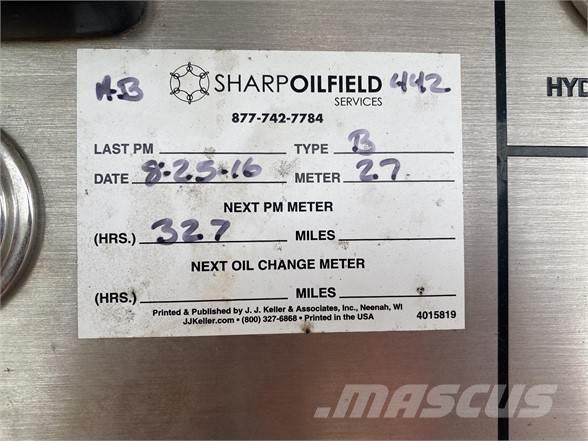 A-B SHARPOILFIELD 442
SERVICES
877-742-7784
LAST PM TYPE B
DATE 8-25-16 METER 27
NEXT PM METER
(HRS.) 327 MILES
NEXT OIL CHANGE METER
(HRS.) MILES
Printed & Published by J. J. Keller & Associates, Inc., Neenah, WI
JJKeller.com • (800) 327-6868 • Printed in the USA 4015819
HYD
MASCUS